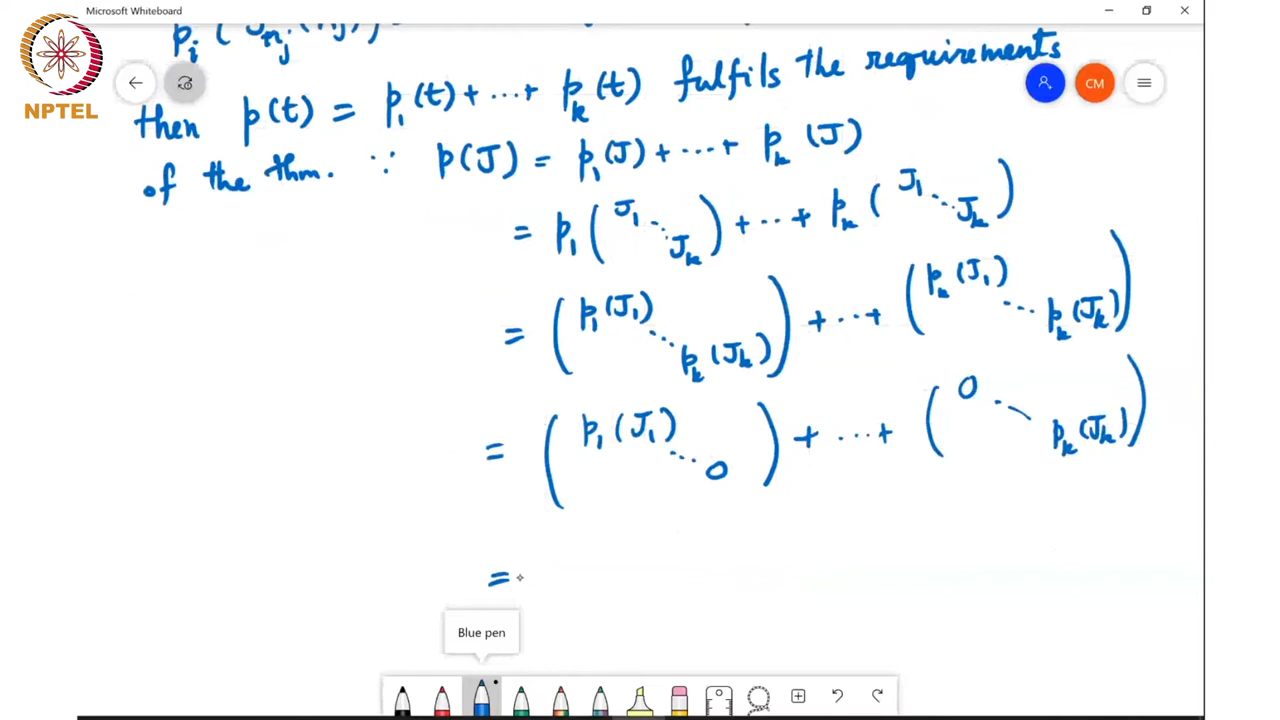 Microsoft Whiteboard
NPTEL
CM
then p(t) = p₁(t) + ... + pₖ(t) fulfils the requirements
of the thm. ∵ p(J) = p₁(J) + ... + pₖ(J)
= p₁ ( J₁ ⋱ Jₖ ) + ... + pₖ ( J₁ ⋱ Jₖ )
= ( p₁(J₁) ⋱ pₖ(Jₖ) ) + ... + ( pₖ(J₁) ⋱ pₖ(Jₖ) )
= ( p₁(J₁) ⋱ 0 ) + ... + ( 0 ⋱ pₖ(Jₖ) )
=
Blue pen